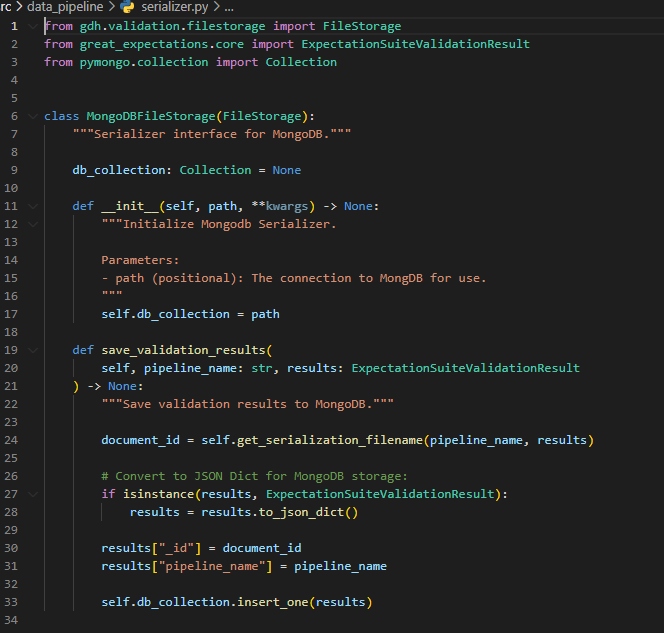 rc > data_pipeline > serializer.py > ...
1 from gdh.validation.filestorage import FileStorage
2 from great_expectations.core import ExpectationSuiteValidationResult
3 from pymongo.collection import Collection
4
5
6 class MongoDBFileStorage(FileStorage):
7     """Serializer interface for MongoDB."""
8
9     db_collection: Collection = None
10
11     def __init__(self, path, **kwargs) -> None:
12         """Initialize Mongodb Serializer.
13
14         Parameters:
15         - path (positional): The connection to MongDB for use.
16         """
17         self.db_collection = path
18
19     def save_validation_results(
20         self, pipeline_name: str, results: ExpectationSuiteValidationResult
21     ) -> None:
22         """Save validation results to MongoDB."""
23
24         document_id = self.get_serialization_filename(pipeline_name, results)
25
26         # Convert to JSON Dict for MongoDB storage:
27         if isinstance(results, ExpectationSuiteValidationResult):
28             results = results.to_json_dict()
29
30         results["_id"] = document_id
31         results["pipeline_name"] = pipeline_name
32
33         self.db_collection.insert_one(results)
34